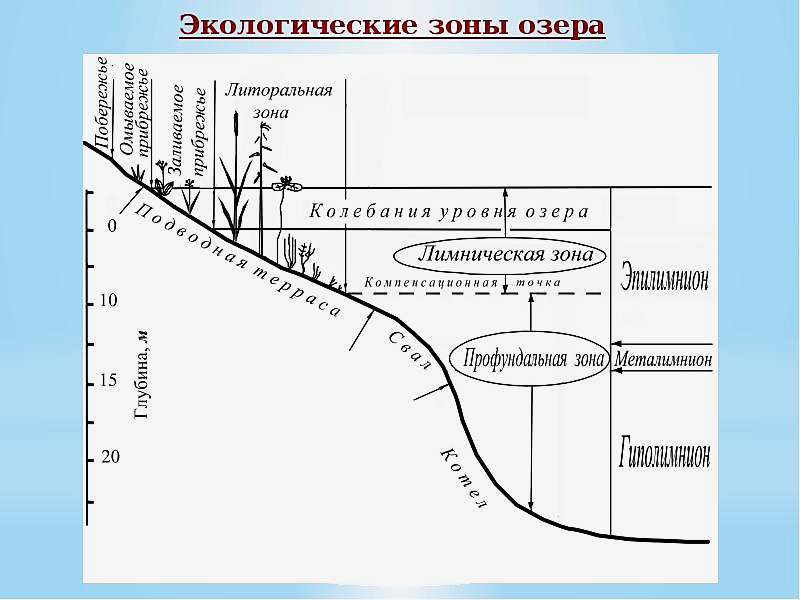 Экологические зоны озера
Побережье
Омываемое
прибрежье
Заливаемое
прибрежье
Литоральная
зона
Колебания уровня озера
Лимническая зона
Компенсационная точка
Эпилимнион
Подводная терраса
Свал
Профундальная зона
Металимнион
Гиполимнион
Котел
Глубина, м
0
10
15
20